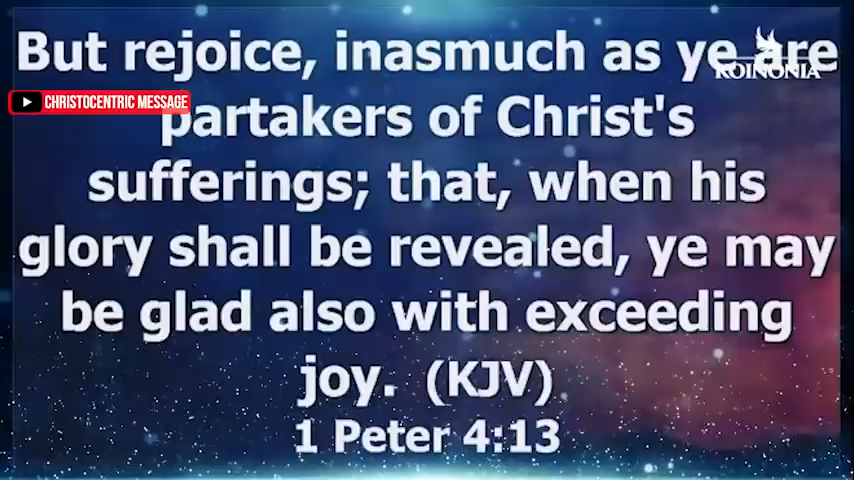 But rejoice, inasmuch as ye are
KOINONIA
CHRISTOCENTRIC MESSAGE
partakers of Christ's
sufferings; that, when his
glory shall be revealed, ye may
be glad also with exceeding
joy. (KJV)
1 Peter 4:13